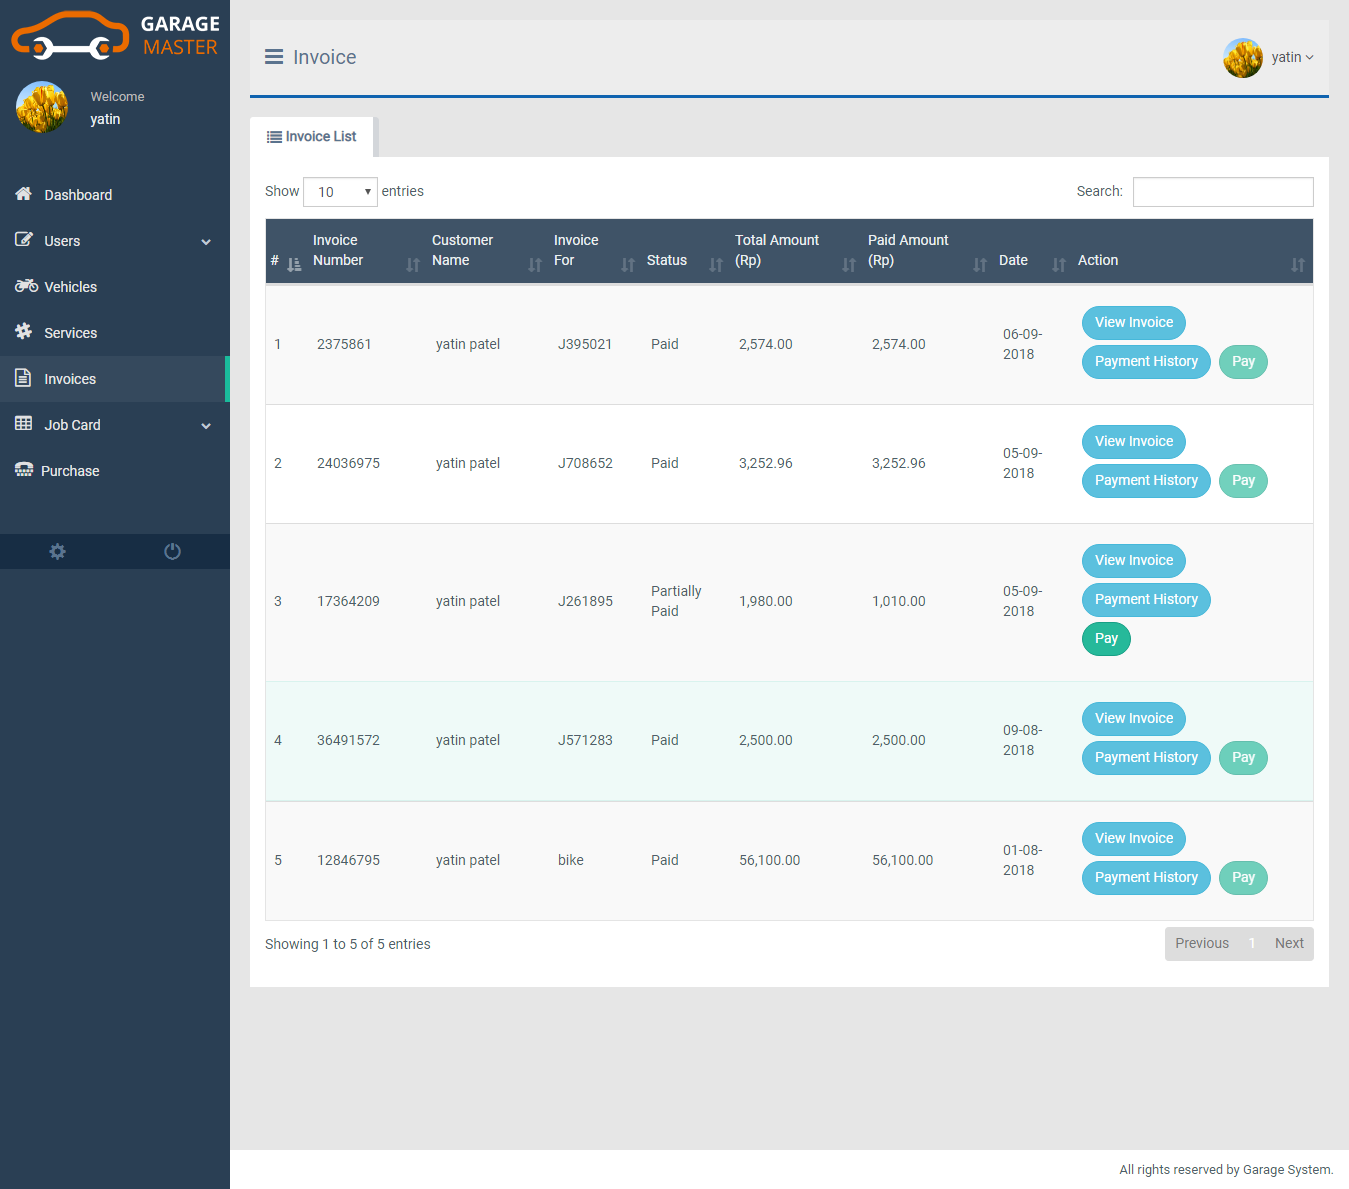 GARAGE
MASTER
Welcome
yatin
Dashboard
Users
Vehicles
Services
Invoices
Job Card
Purchase
Invoice
yatin
Invoice List
Show 10 entries
Search:
# Invoice Number Customer Name Invoice For Status Total Amount (Rp) Paid Amount (Rp) Date Action
1 2375861 yatin patel J395021 Paid 2,574.00 2,574.00 06-09-2018 View Invoice
Payment History Pay
2 24036975 yatin patel J708652 Paid 3,252.96 3,252.96 05-09-2018 View Invoice
Payment History Pay
3 17364209 yatin patel J261895 Partially Paid 1,980.00 1,010.00 05-09-2018 View Invoice
Payment History
Pay
4 36491572 yatin patel J571283 Paid 2,500.00 2,500.00 09-08-2018 View Invoice
Payment History Pay
5 12846795 yatin patel bike Paid 56,100.00 56,100.00 01-08-2018 View Invoice
Payment History Pay
Showing 1 to 5 of 5 entries
Previous 1 Next
All rights reserved by Garage System.